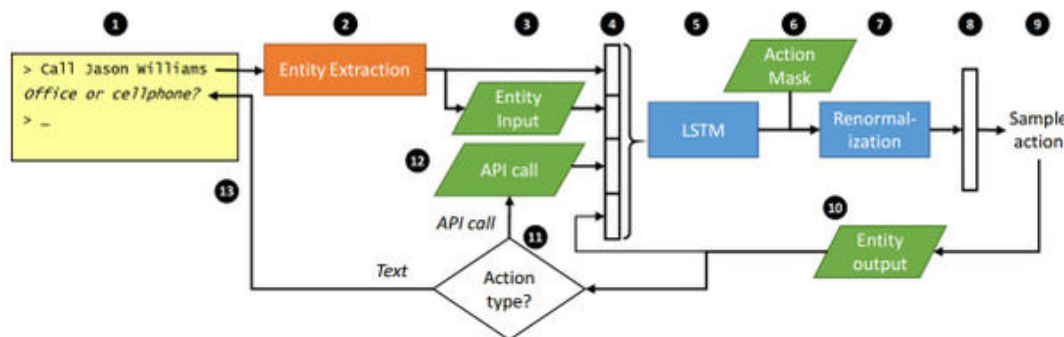 1
2
3
4
5
6
7
8
9
> Call Jason Williams
Office or cellphone?
> _
Entity Extraction
Entity
Input
API call
LSTM
Action
Mask
Renormal-
ization
Sample
action
12
13
API call
11
Text
Action
type?
10
Entity
output